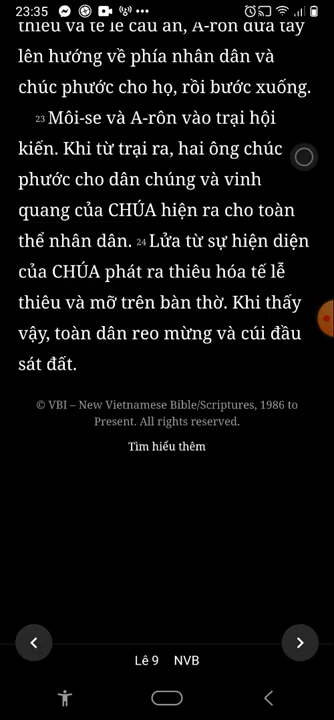 23:35
thiêu và tế lễ cầu an, A-rôn đưa tay
lên hướng về phía nhân dân và
chúc phước cho họ, rồi bước xuống.
23 Môi-se và A-rôn vào trại hội
kiến. Khi từ trại ra, hai ông chúc
phước cho dân chúng và vinh
quang của CHÚA hiện ra cho toàn
thể nhân dân. 24 Lửa từ sự hiện diện
của CHÚA phát ra thiêu hóa tế lễ
thiêu và mỡ trên bàn thờ. Khi thấy
vậy, toàn dân reo mừng và cúi đầu
sát đất.
© VBI – New Vietnamese Bible/Scriptures, 1986 to
Present. All rights reserved.
Tìm hiểu thêm
Lê 9 NVB